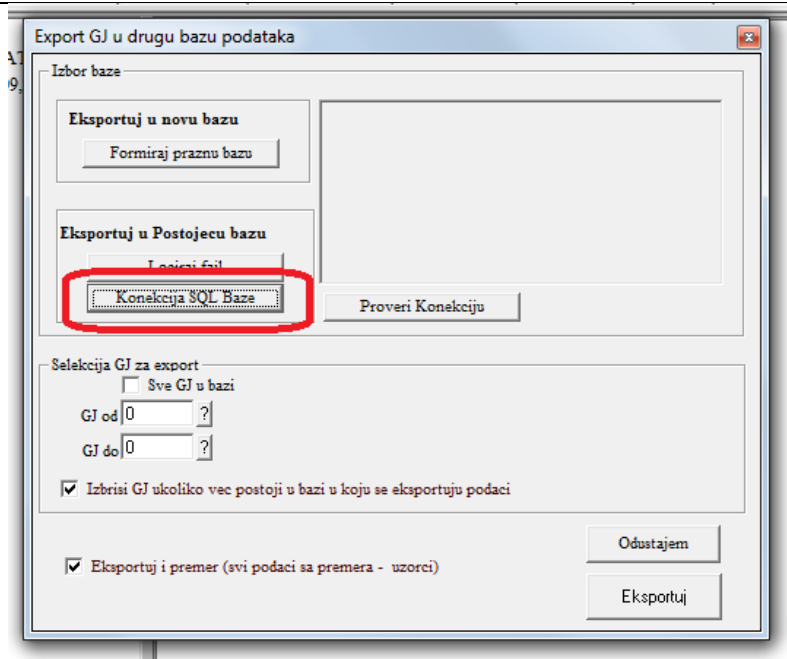 Export GJ u drugu bazu podataka
Izbor baze
Eksportuj u novu bazu
Formiraj praznu bazu
Eksportuj u Postojecu bazu
Konekcija SQL Baze
Proveri Konekciju
Selekcija GJ za export
Sve GJ u bazi
GJ od 0 ?
GJ do 0 ?
Izbrisi GJ ukoliko vec postoji u bazi u koju se eksportuju podaci
Odustajem
Eksportuj i premer (svi podaci sa premera - uzorci)
Eksportuj